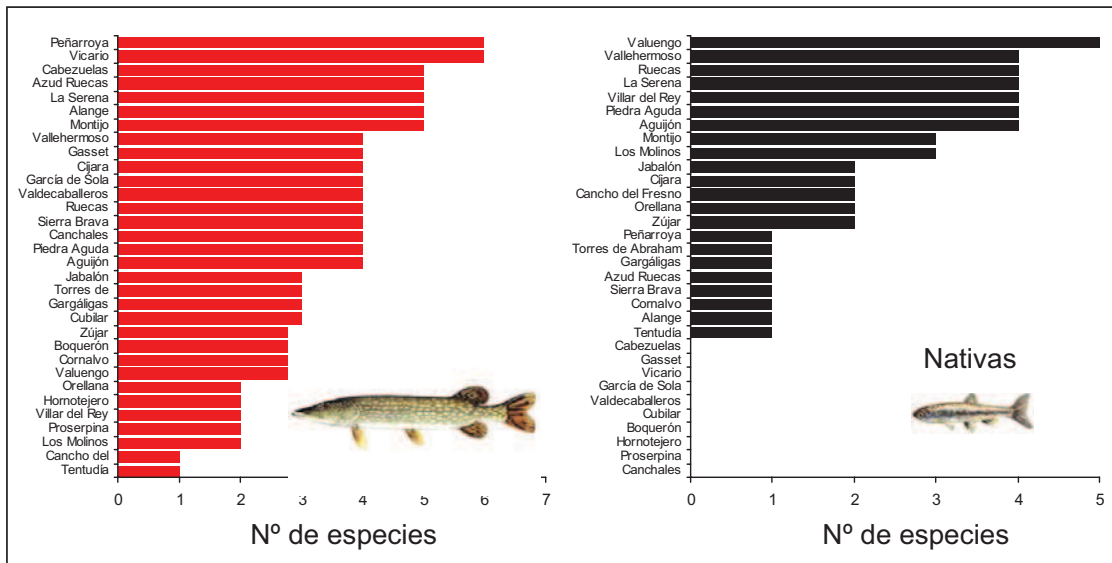 Peñarroya
Vicario
Cabezuelas
Azud Ruecas
La Serena
Alange
Montijo
Vallehermoso
Gasset
Cíjara
García de Sola
Valdecaballeros
Ruecas
Sierra Brava
Canchales
Piedra Aguda
Aguijón
Jabalón
Torres de
Gargáligas
Cubilar
Zújar
Boquerón
Cornalvo
Valuengo
Orellana
Hornotejero
Villar del Rey
Proserpina
Los Molinos
Cancho del
Tentudía
0 1 2 3 4 5 6 7
Nº de especies
Valuengo
Vallehermoso
Ruecas
La Serena
Villar del Rey
Piedra Aguda
Aguijón
Montijo
Los Molinos
Jabalón
Cíjara
Cancho del Fresno
Orellana
Zújar
Peñarroya
Torres de Abraham
Gargáligas
Azud Ruecas
Sierra Brava
Cornalvo
Alange
Tentudía
Cabezuelas
Gasset
Vicario
García de Sola
Valdecaballeros
Cubilar
Boquerón
Hornotejero
Proserpina
Canchales
Nativas
0 1 2 3 4 5
Nº de especies